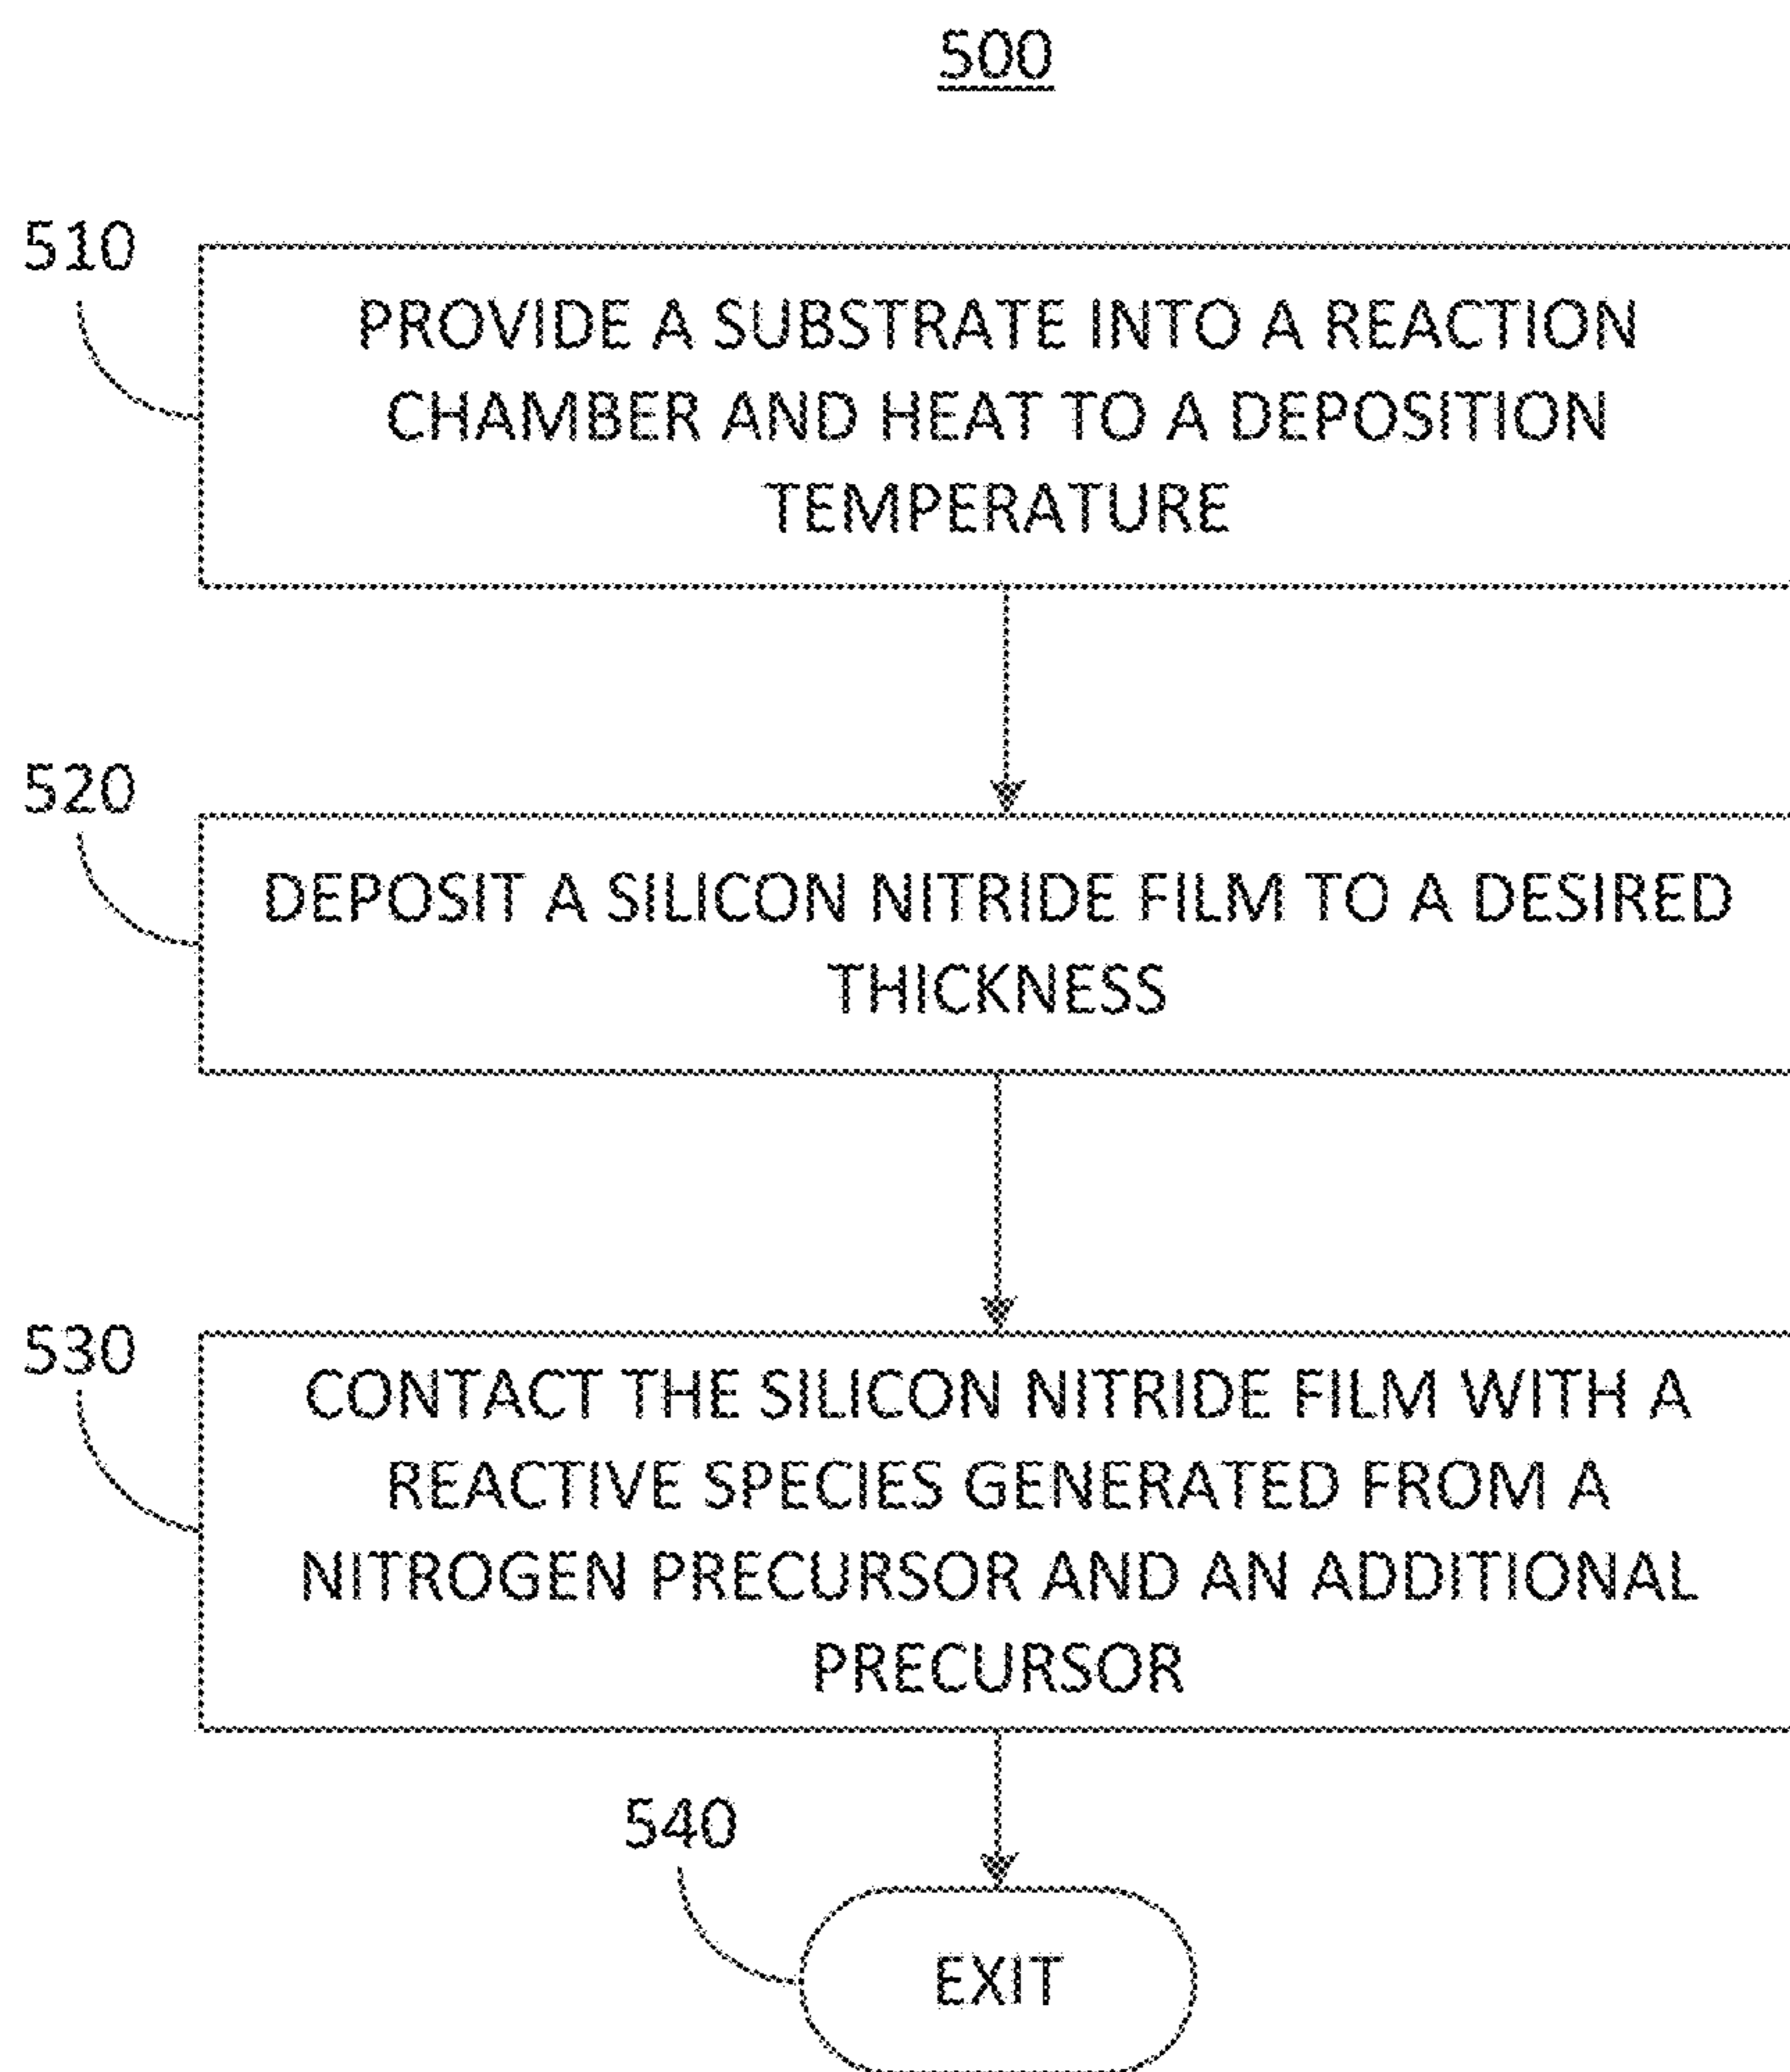 500
510
PROVIDE A SUBSTRATE INTO A REACTION
CHAMBER AND HEAT TO A DEPOSITION
TEMPERATURE
520
DEPOSIT A SILICON NITRIDE FILM TO A DESIRED
THICKNESS
530
CONTACT THE SILICON NITRIDE FILM WITH A
REACTIVE SPECIES GENERATED FROM A
NITROGEN PRECURSOR AND AN ADDITIONAL
PRECURSOR
540
EXIT